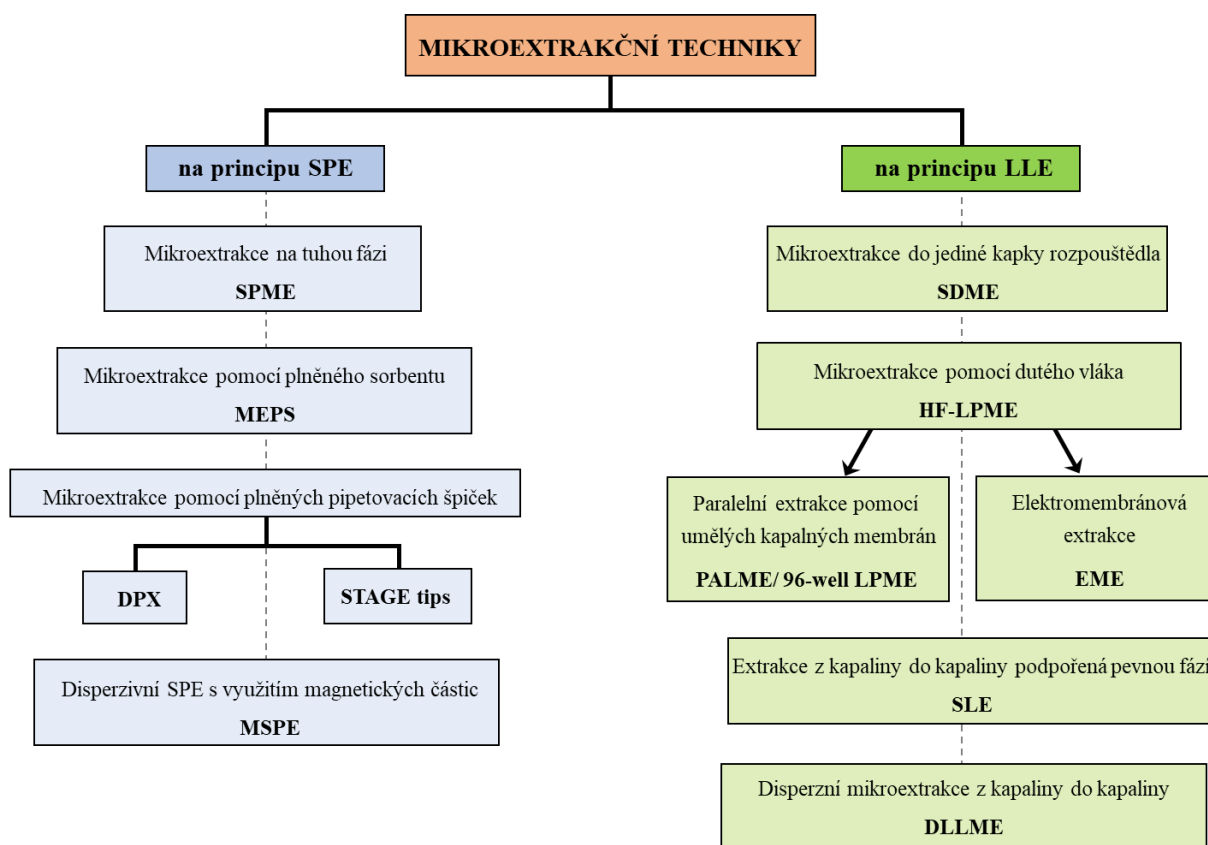 MIKROEXTRAKČNÍ TECHNIKY
na principu SPE
Mikroextrakce na tuhou fázi
SPME
Mikroextrakce pomocí plněného sorbentu
MEPS
Mikroextrakce pomocí plněných pipetovacích špiček
DPX
STAGE tips
Disperzivní SPE s využitím magnetických částic
MSPE
na principu LLE
Mikroextrakce do jediné kapky rozpouštědla
SDME
Mikroextrakce pomocí dutého vláka
HF-LPME
Paralelní extrakce pomocí
umělých kapalných membrán
PALME/ 96-well LPME
Elektromembránová
extrakce
EME
Extrakce z kapaliny do kapaliny podpořená pevnou fází
SLE
Disperzní mikroextrakce z kapaliny do kapaliny
DLLME